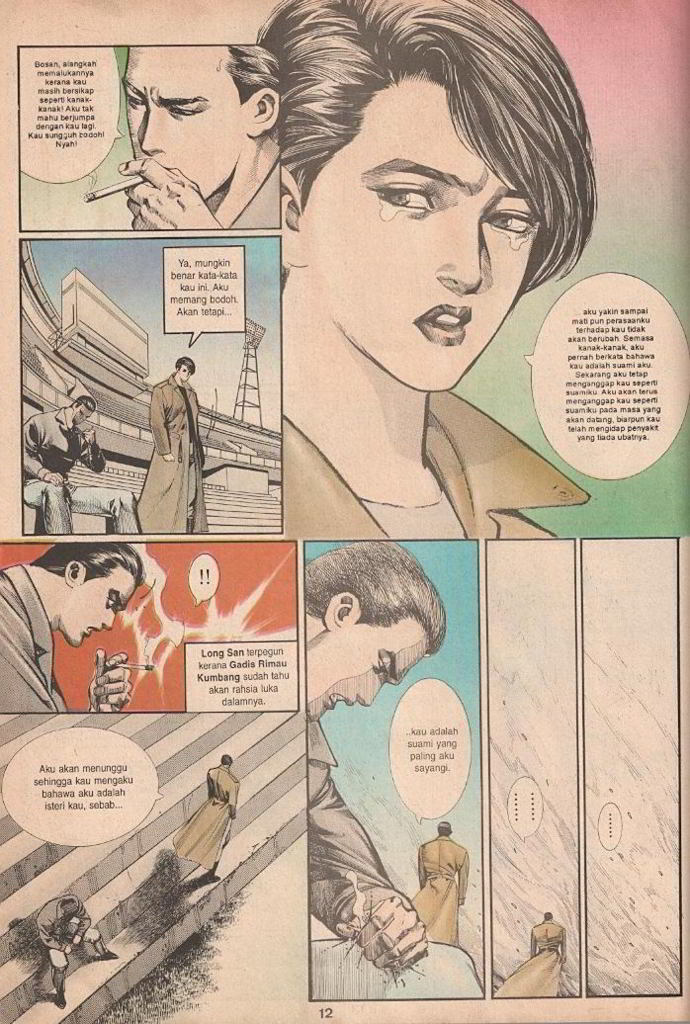 Bosan, alangkah
memalukannya
kerana kau
masih bersikap
seperti kanak-
kanak! Aku tak
mahu berjumpa
dengan kau lagi.
Kau sungguh bodoh!
Nyah!
Ya, mungkin
benar kata-kata
kau ini. Aku
memang bodoh.
Akan tetapi...
...aku yakin sampai
mati pun perasaanku
terhadap kau tidak
akan berubah. Semasa
kanak-kanak, aku
pernah berkata bahawa
kau adalah suami aku.
Sekarang aku tetap
menganggap kau seperti
suamiku. Aku akan terus
menganggap kau seperti
suamiku pada masa yang
akan datang, biarpun kau
telah mengidap penyakit
yang tiada ubatnya.
!!
Long San terpegun
kerana Gadis Rimau
Kumbang sudah tahu
akan rahsia luka
dalamnya.
Aku akan menunggu
sehingga kau mengaku
bahawa aku adalah
isteri kau, sebab...
..kau adalah
suami yang
paling aku
sayangi.
12